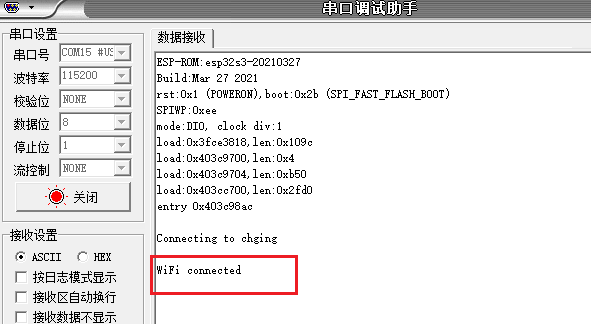 串口调试助手
串口设置
串口号 COM15 #US
波特率 115200
校验位 NONE
数据位 8
停止位 1
流控制 NONE
关闭
接收设置
ASCII HEX
按日志模式显示
接收区自动换行
接收数据不显示
数据接收
ESP-ROM:esp32s3-20210327
Build:Mar 27 2021
rst:0x1 (POWERON),boot:0x2b (SPI_FAST_FLASH_BOOT)
SPIWP:0xee
mode:DIO, clock div:1
load:0x3fce3818,len:0x109c
load:0x403c9700,len:0x4
load:0x403c9704,len:0xb50
load:0x403cc700,len:0x2fd0
entry 0x403c98ac
Connecting to chging
WiFi connected